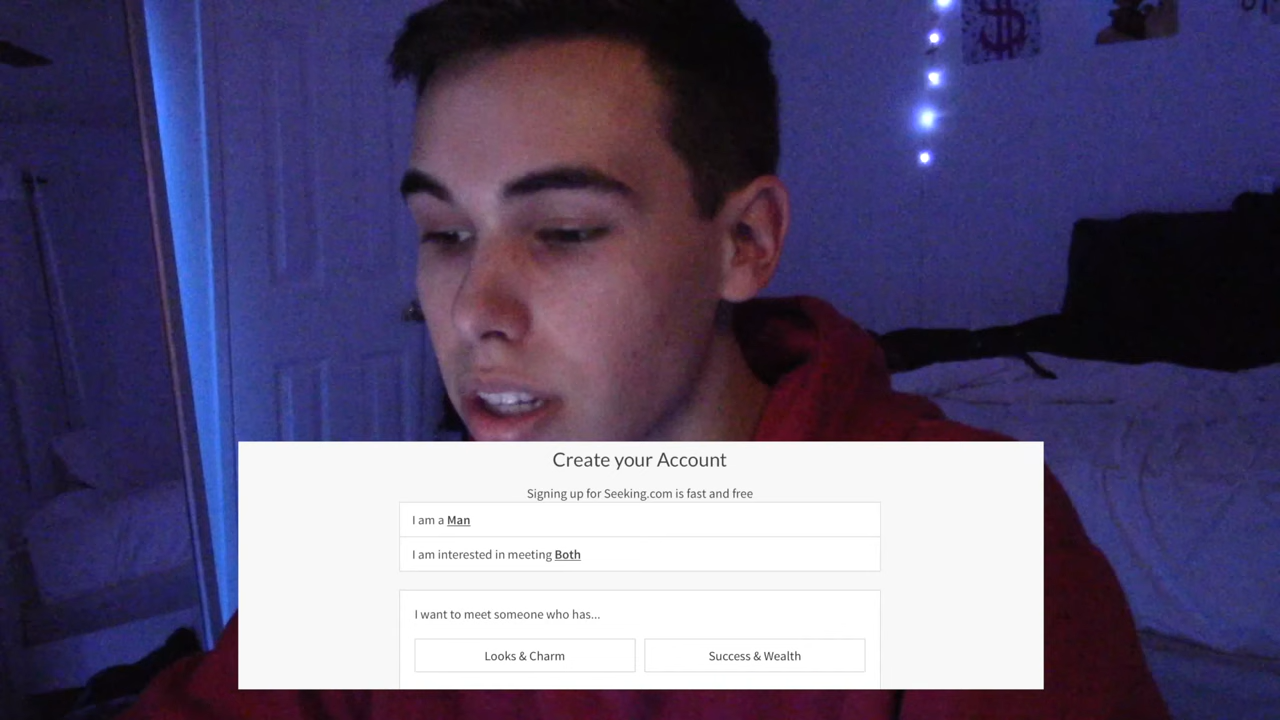 Create your Account
Signing up for Seeking.com is fast and free
I am a Man
I am interested in meeting Both
I want to meet someone who has...
Looks & Charm
Success & Wealth